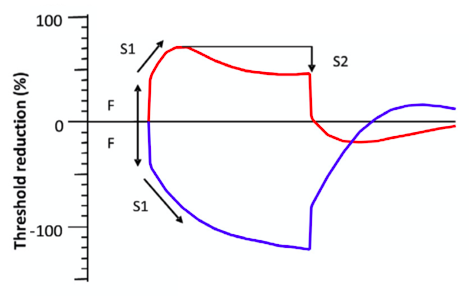 100
S1
S2
F
0
F
S1
-100
Threshold reduction (%)